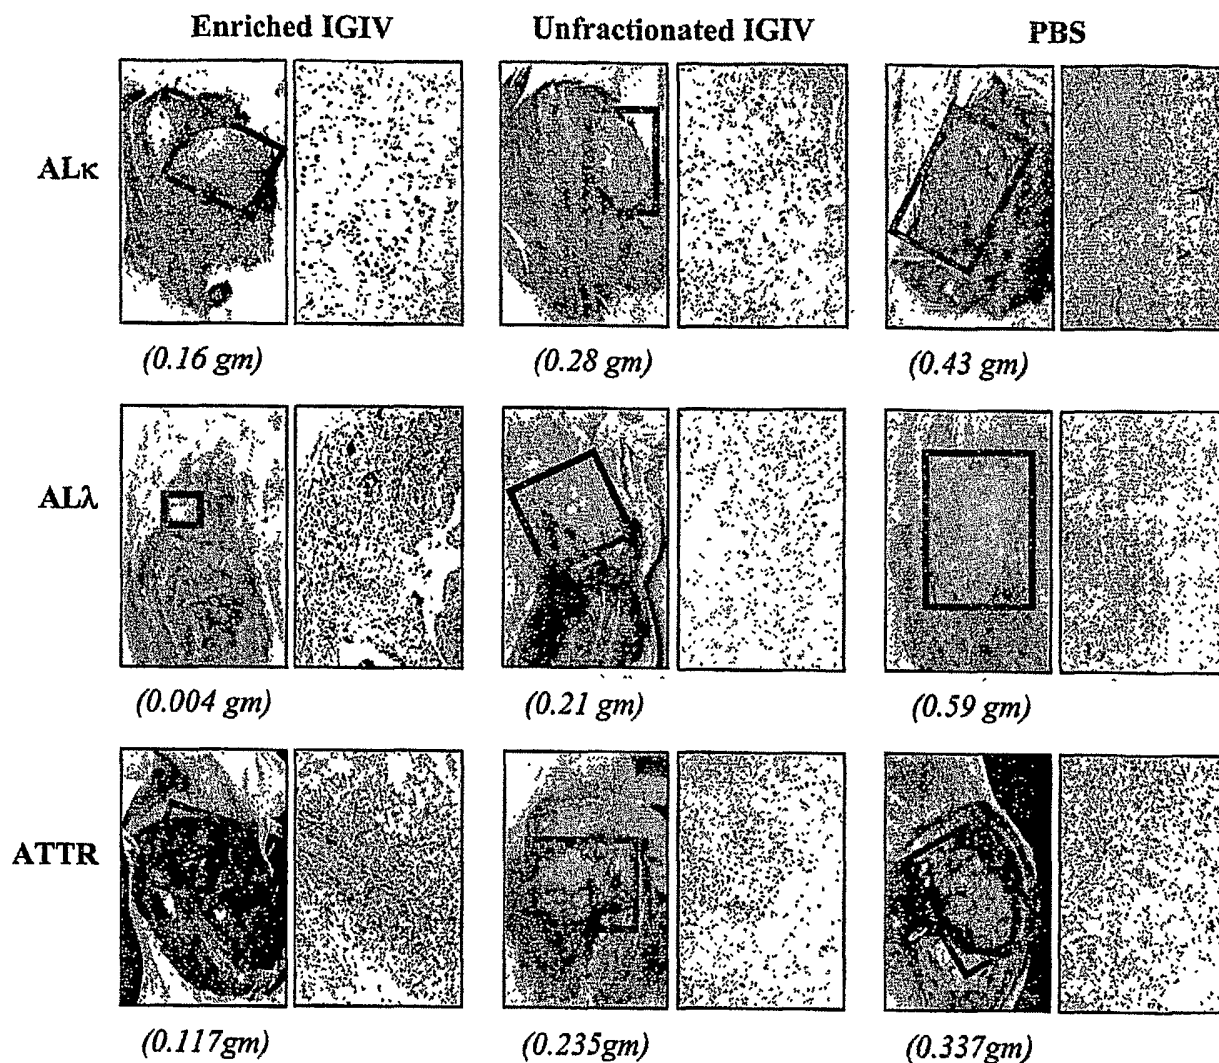 Enriched IGIV Unfractionated IGIV PBS
ALκ
(0.16 gm) (0.28 gm) (0.43 gm)
ALλ
(0.004 gm) (0.21 gm) (0.59 gm)
ATTR
(0.117gm) (0.235gm) (0.337gm)